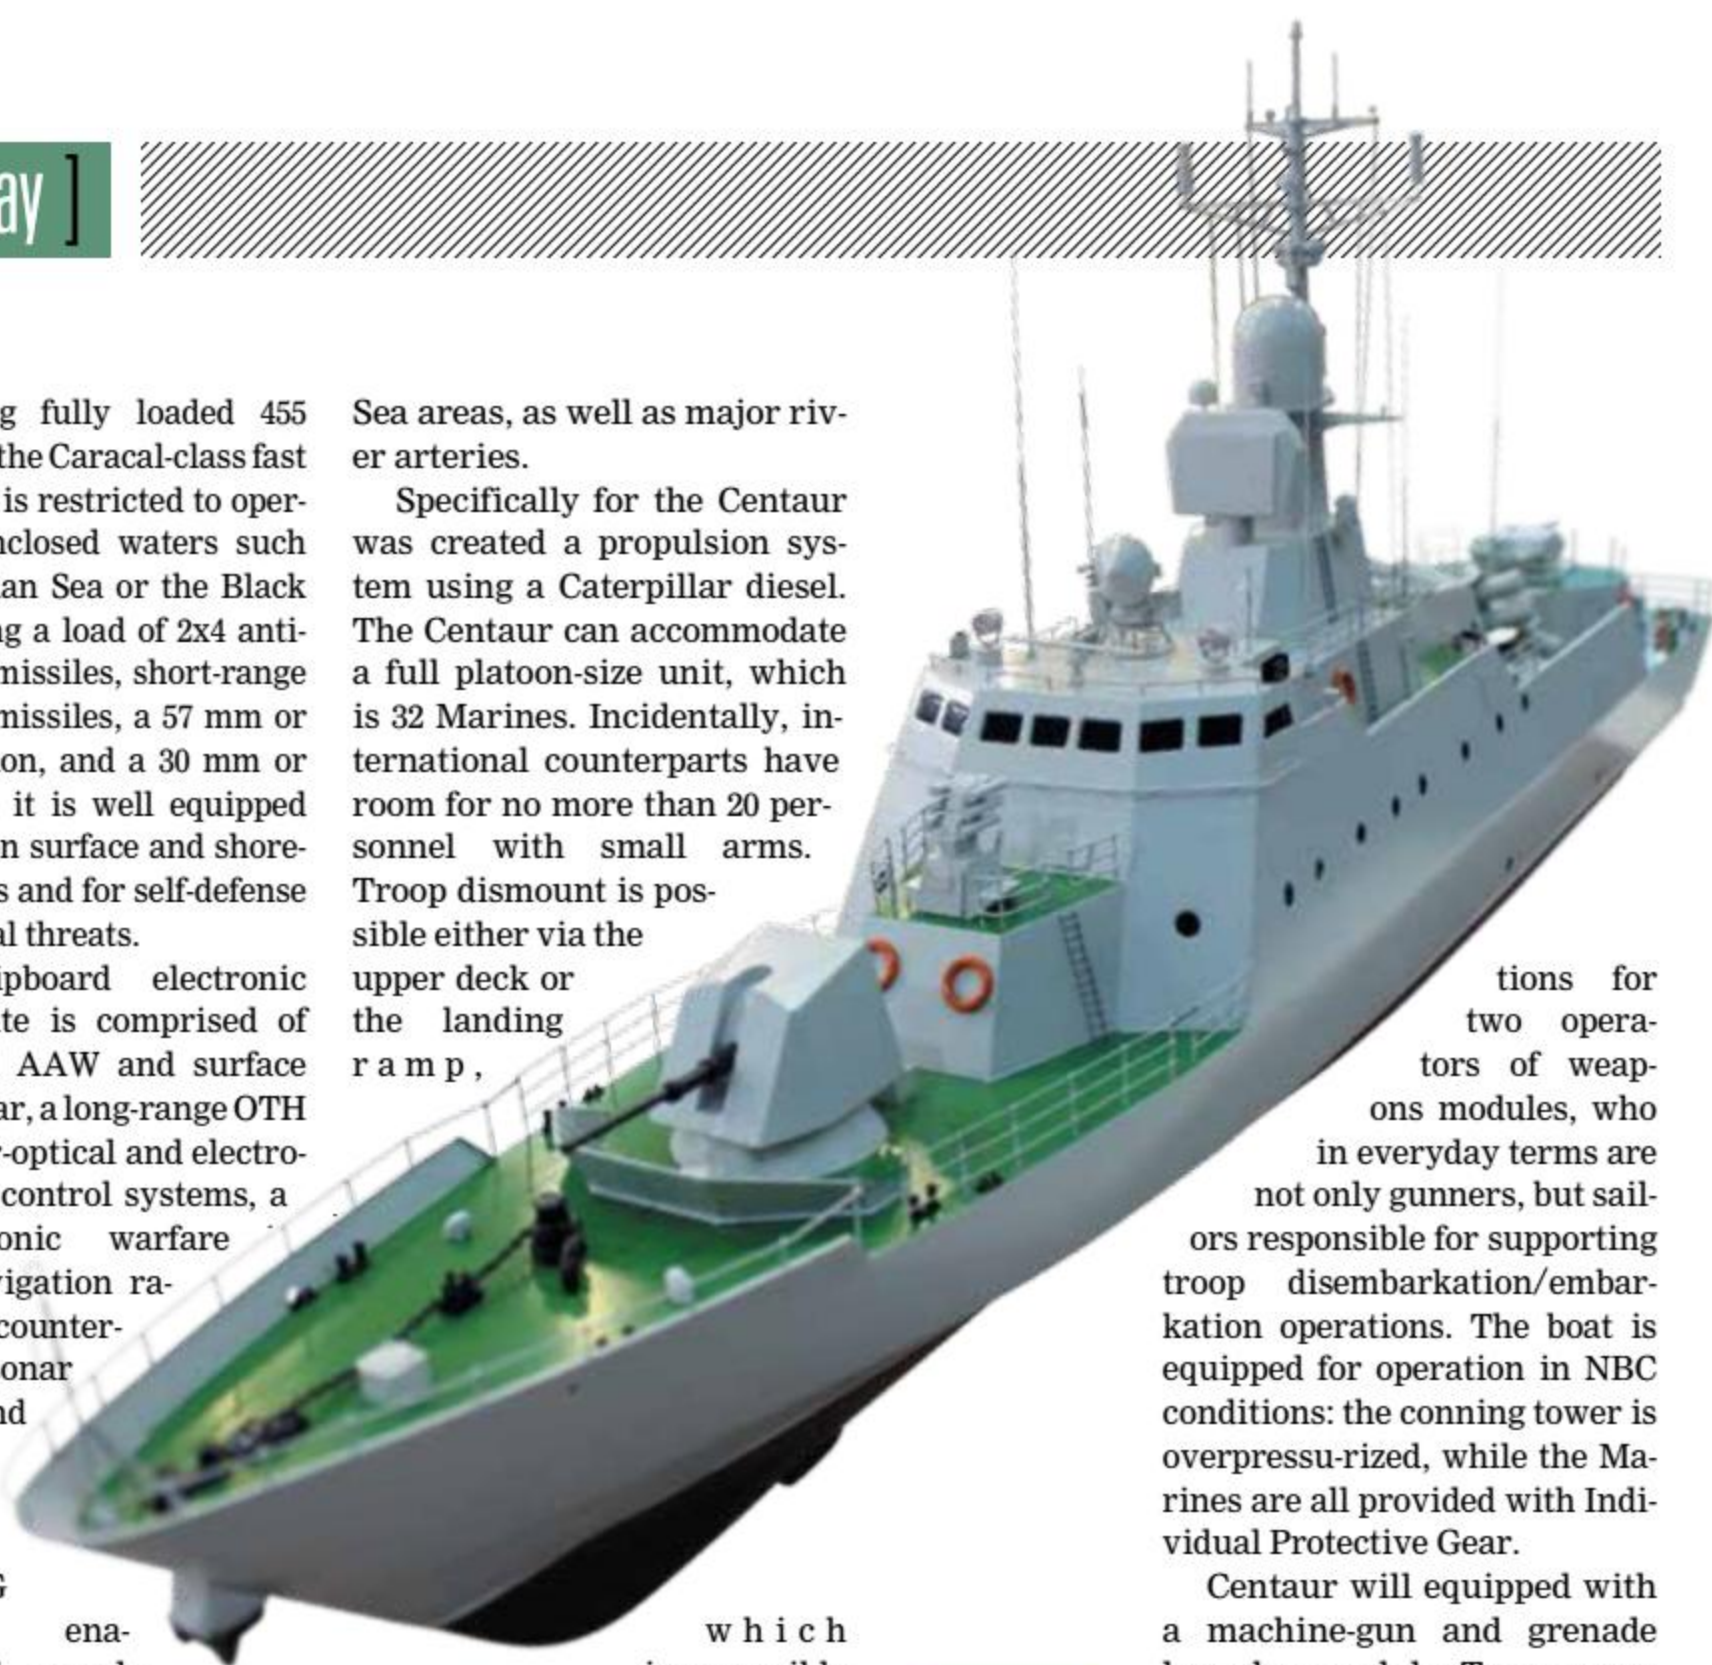 ay ]
g fully loaded 455
the Caracal-class fast
is restricted to oper-
nclosed waters such
an Sea or the Black
ng a load of 2x4 anti-
missiles, short-range
missiles, a 57 mm or
on, and a 30 mm or
it is well equipped
n surface and shore-
s and for self-defense
al threats.
ipboard electronic
te is comprised of
AAW and surface
ar, a long-range OTH
r-optical and electro-
control systems, a
onic warfare
vigation ra-
counter-
onar
nd
G
ena-
Sea areas, as well as major riv-
er arteries.
Specifically for the Centaur
was created a propulsion sys-
tem using a Caterpillar diesel.
The Centaur can accommodate
a full platoon-size unit, which
is 32 Marines. Incidentally, in-
ternational counterparts have
room for no more than 20 per-
sonnel with small arms.
Troop dismount is pos-
sible either via the
upper deck or
the landing
ramp,
which
tions for
two opera-
tors of weap-
ons modules, who
in everyday terms are
not only gunners, but sail-
ors responsible for supporting
troop disembarkation/embar-
kation operations. The boat is
equipped for operation in NBC
conditions: the conning tower is
overpressu-rized, while the Ma-
rines are all provided with Indi-
vidual Protective Gear.
Centaur will equipped with
a machine-gun and grenade